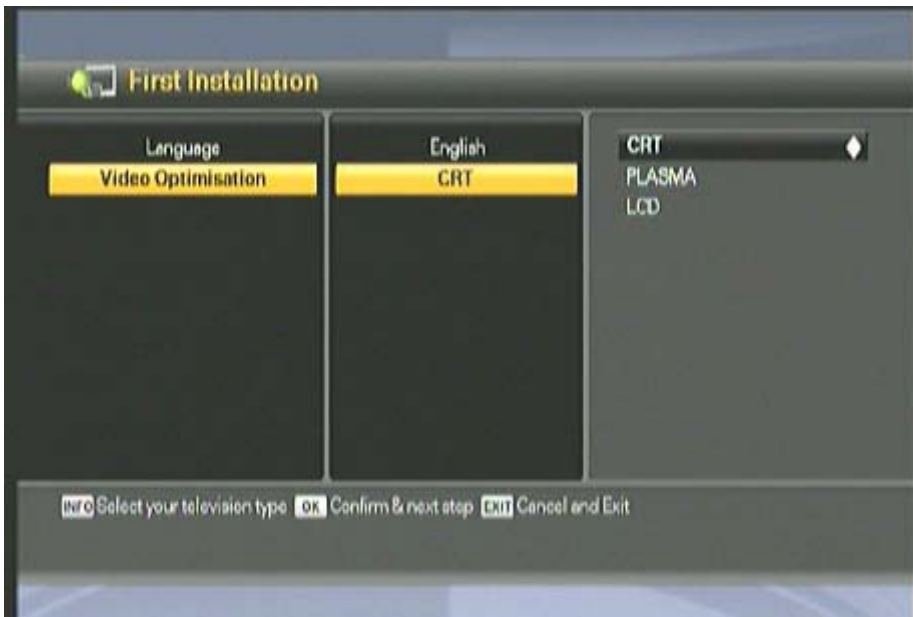 First Installation
Language English CRT
Video Optimisation CRT PLASMA
LCD
INFO Select your television type OK Confirm & next step EXIT Cancel and Exit